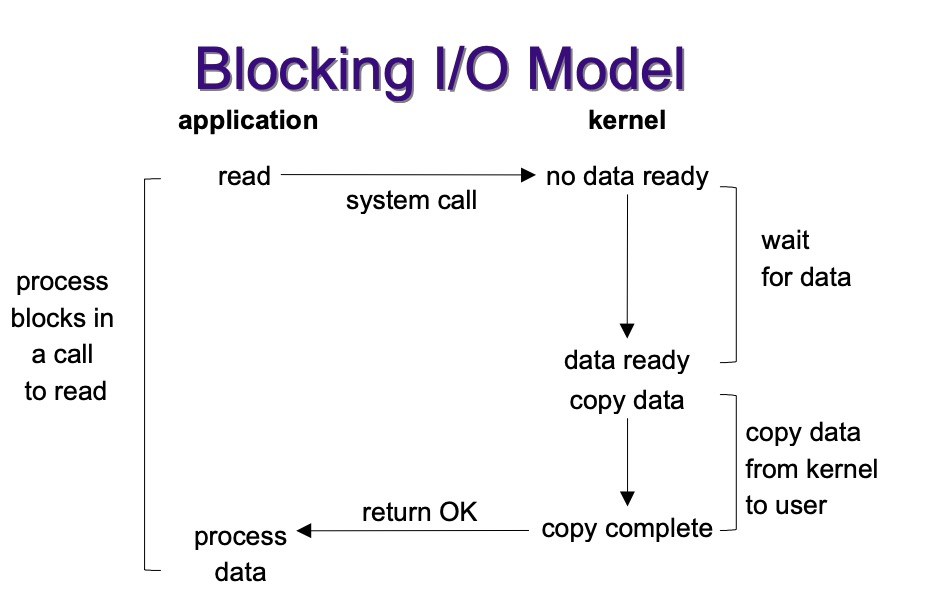 Blocking I/O Model
application
kernel
read
no data ready
system call
wait
for data
process
blocks in
a call
to read
data ready
copy data
copy data
from kernel
to user
return OK
copy complete
process
data